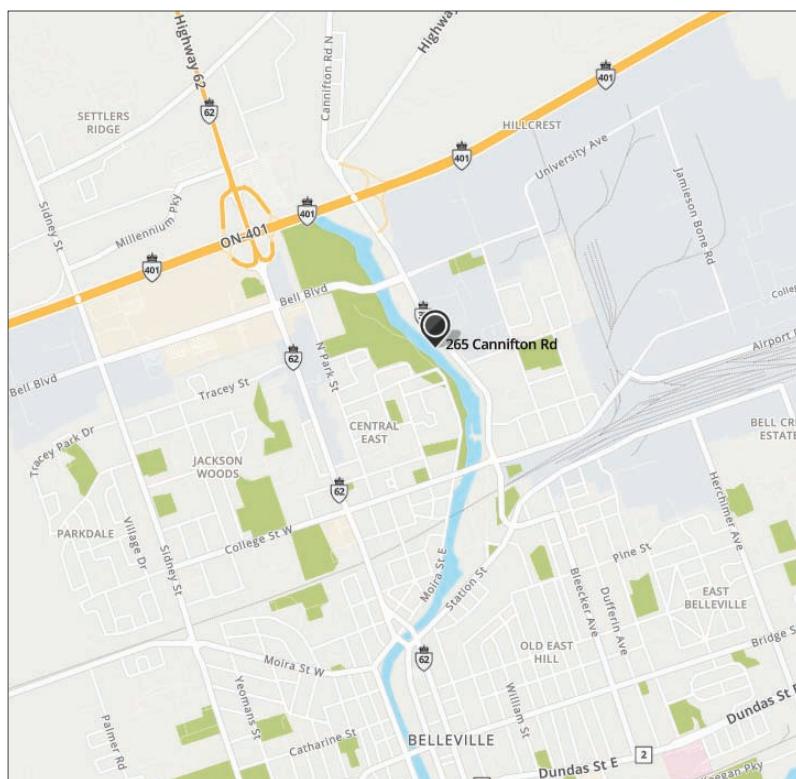 Highway 62
Cannifton Rd N
Highway
401
62
SETTLERS
RIDGE
HILLCREST
401
University Ave
Sidney St
Millennium Pky
401
ON-401
Jamieson Bone Rd
401
Bell Blvd
265 Cannifton Rd
Airport
N Park St
62
Bell Blvd
Tracey St
Tracey Park Dr
CENTRAL
EAST
BELL
ESTATE
JACKSON
WOODS
62
Herchimer Ave
PARKDALE
Village Dr
College St W
Sidney St
Moira St E
Pine St
Station St
Bleecker Ave
Dufferin Ave
EAST
BELLEVILLE
Bridge S
OLD EAST
HILL
62
Moira St W
Yeomans St
William St
Dundas St E
Palmer Rd
Catharine St
BELLEVILLE
2
Dundas St E
Pky